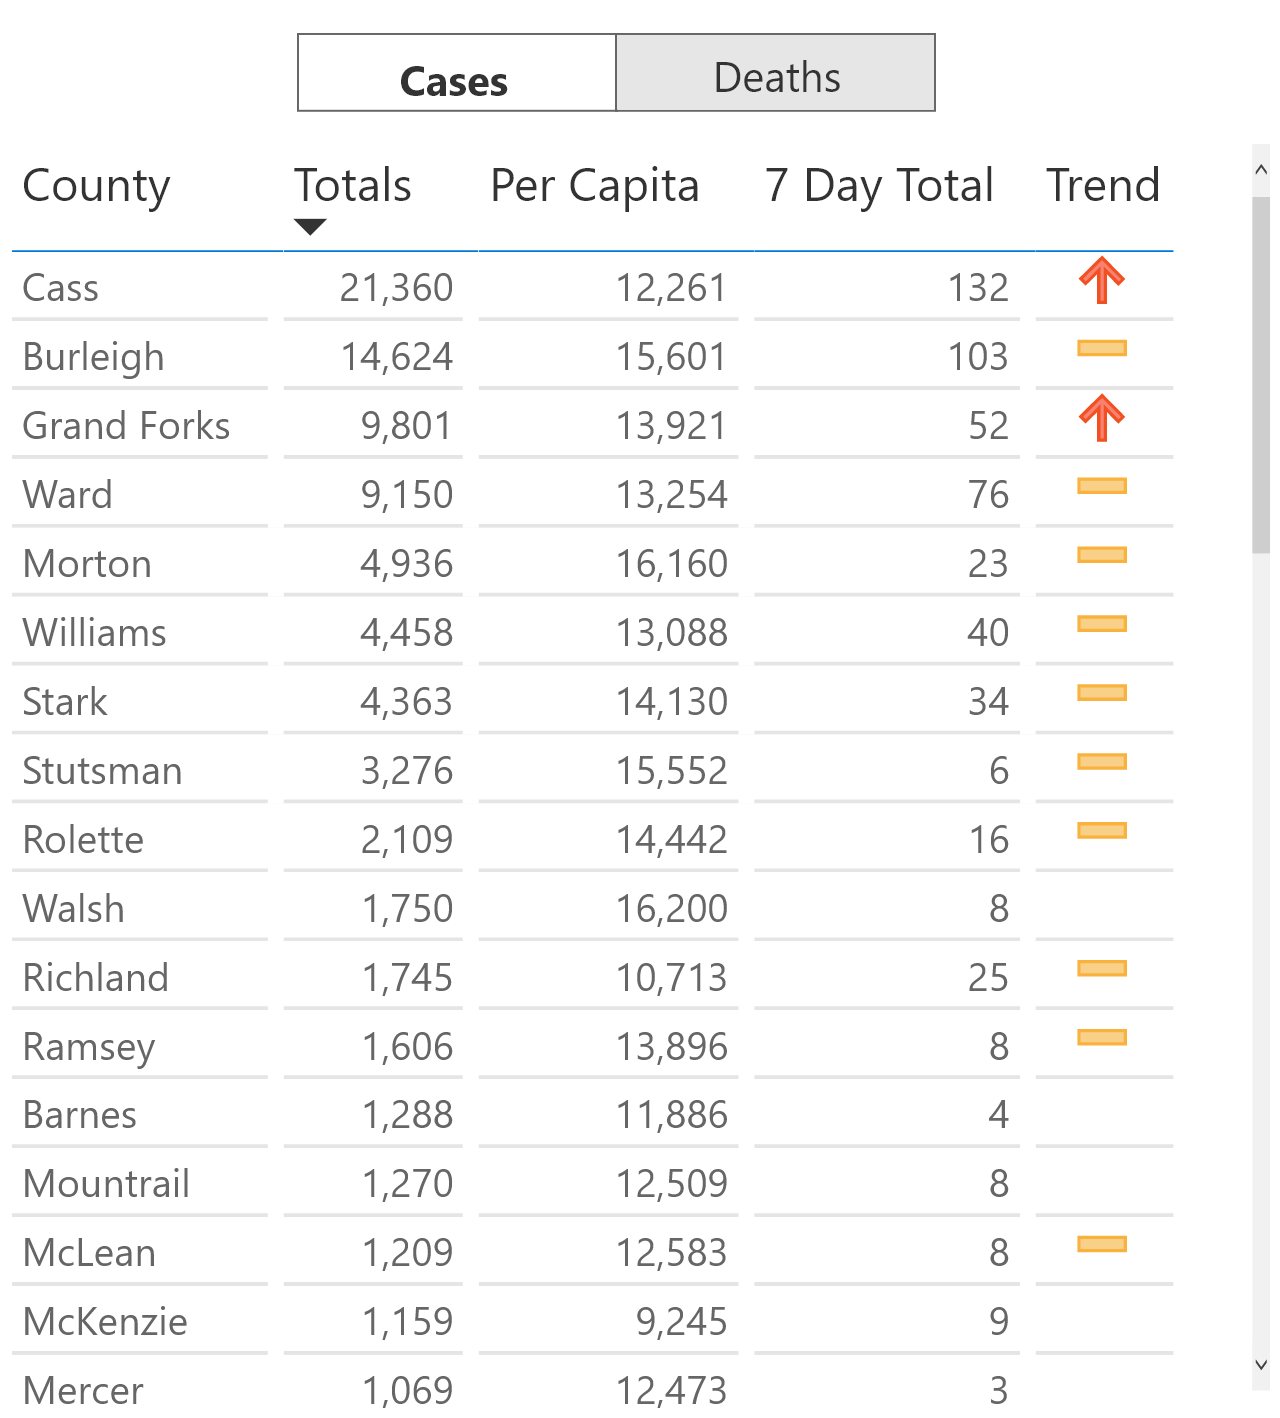 Cases Deaths
County Totals Per Capita 7 Day Total Trend
Cass 21,360 12,261 132
Burleigh 14,624 15,601 103
Grand Forks 9,801 13,921 52
Ward 9,150 13,254 76
Morton 4,936 16,160 23
Williams 4,458 13,088 40
Stark 4,363 14,130 34
Stutsman 3,276 15,552 6
Rolette 2,109 14,442 16
Walsh 1,750 16,200 8
Richland 1,745 10,713 25
Ramsey 1,606 13,896 8
Barnes 1,288 11,886 4
Mountrail 1,270 12,509 8
McLean 1,209 12,583 8
McKenzie 1,159 9,245 9
Mercer 1,069 12,473 3